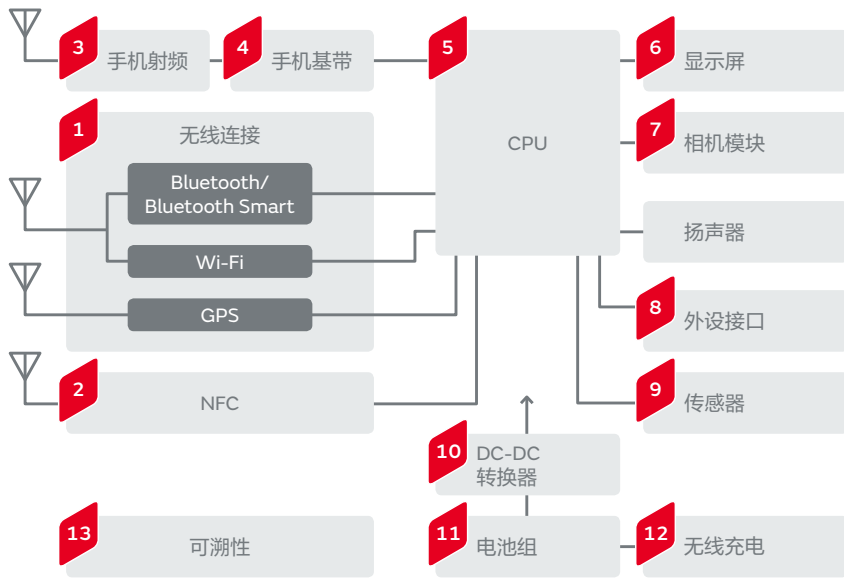 3
手机射频
4
手机基带
5
CPU
6
显示屏
1
无线连接
7
相机模块
Bluetooth/
Bluetooth Smart
扬声器
Wi-Fi
GPS
8
外设接口
2
NFC
9
传感器
10
DC-DC
转换器
13
可溯性
11
电池组
12
无线充电